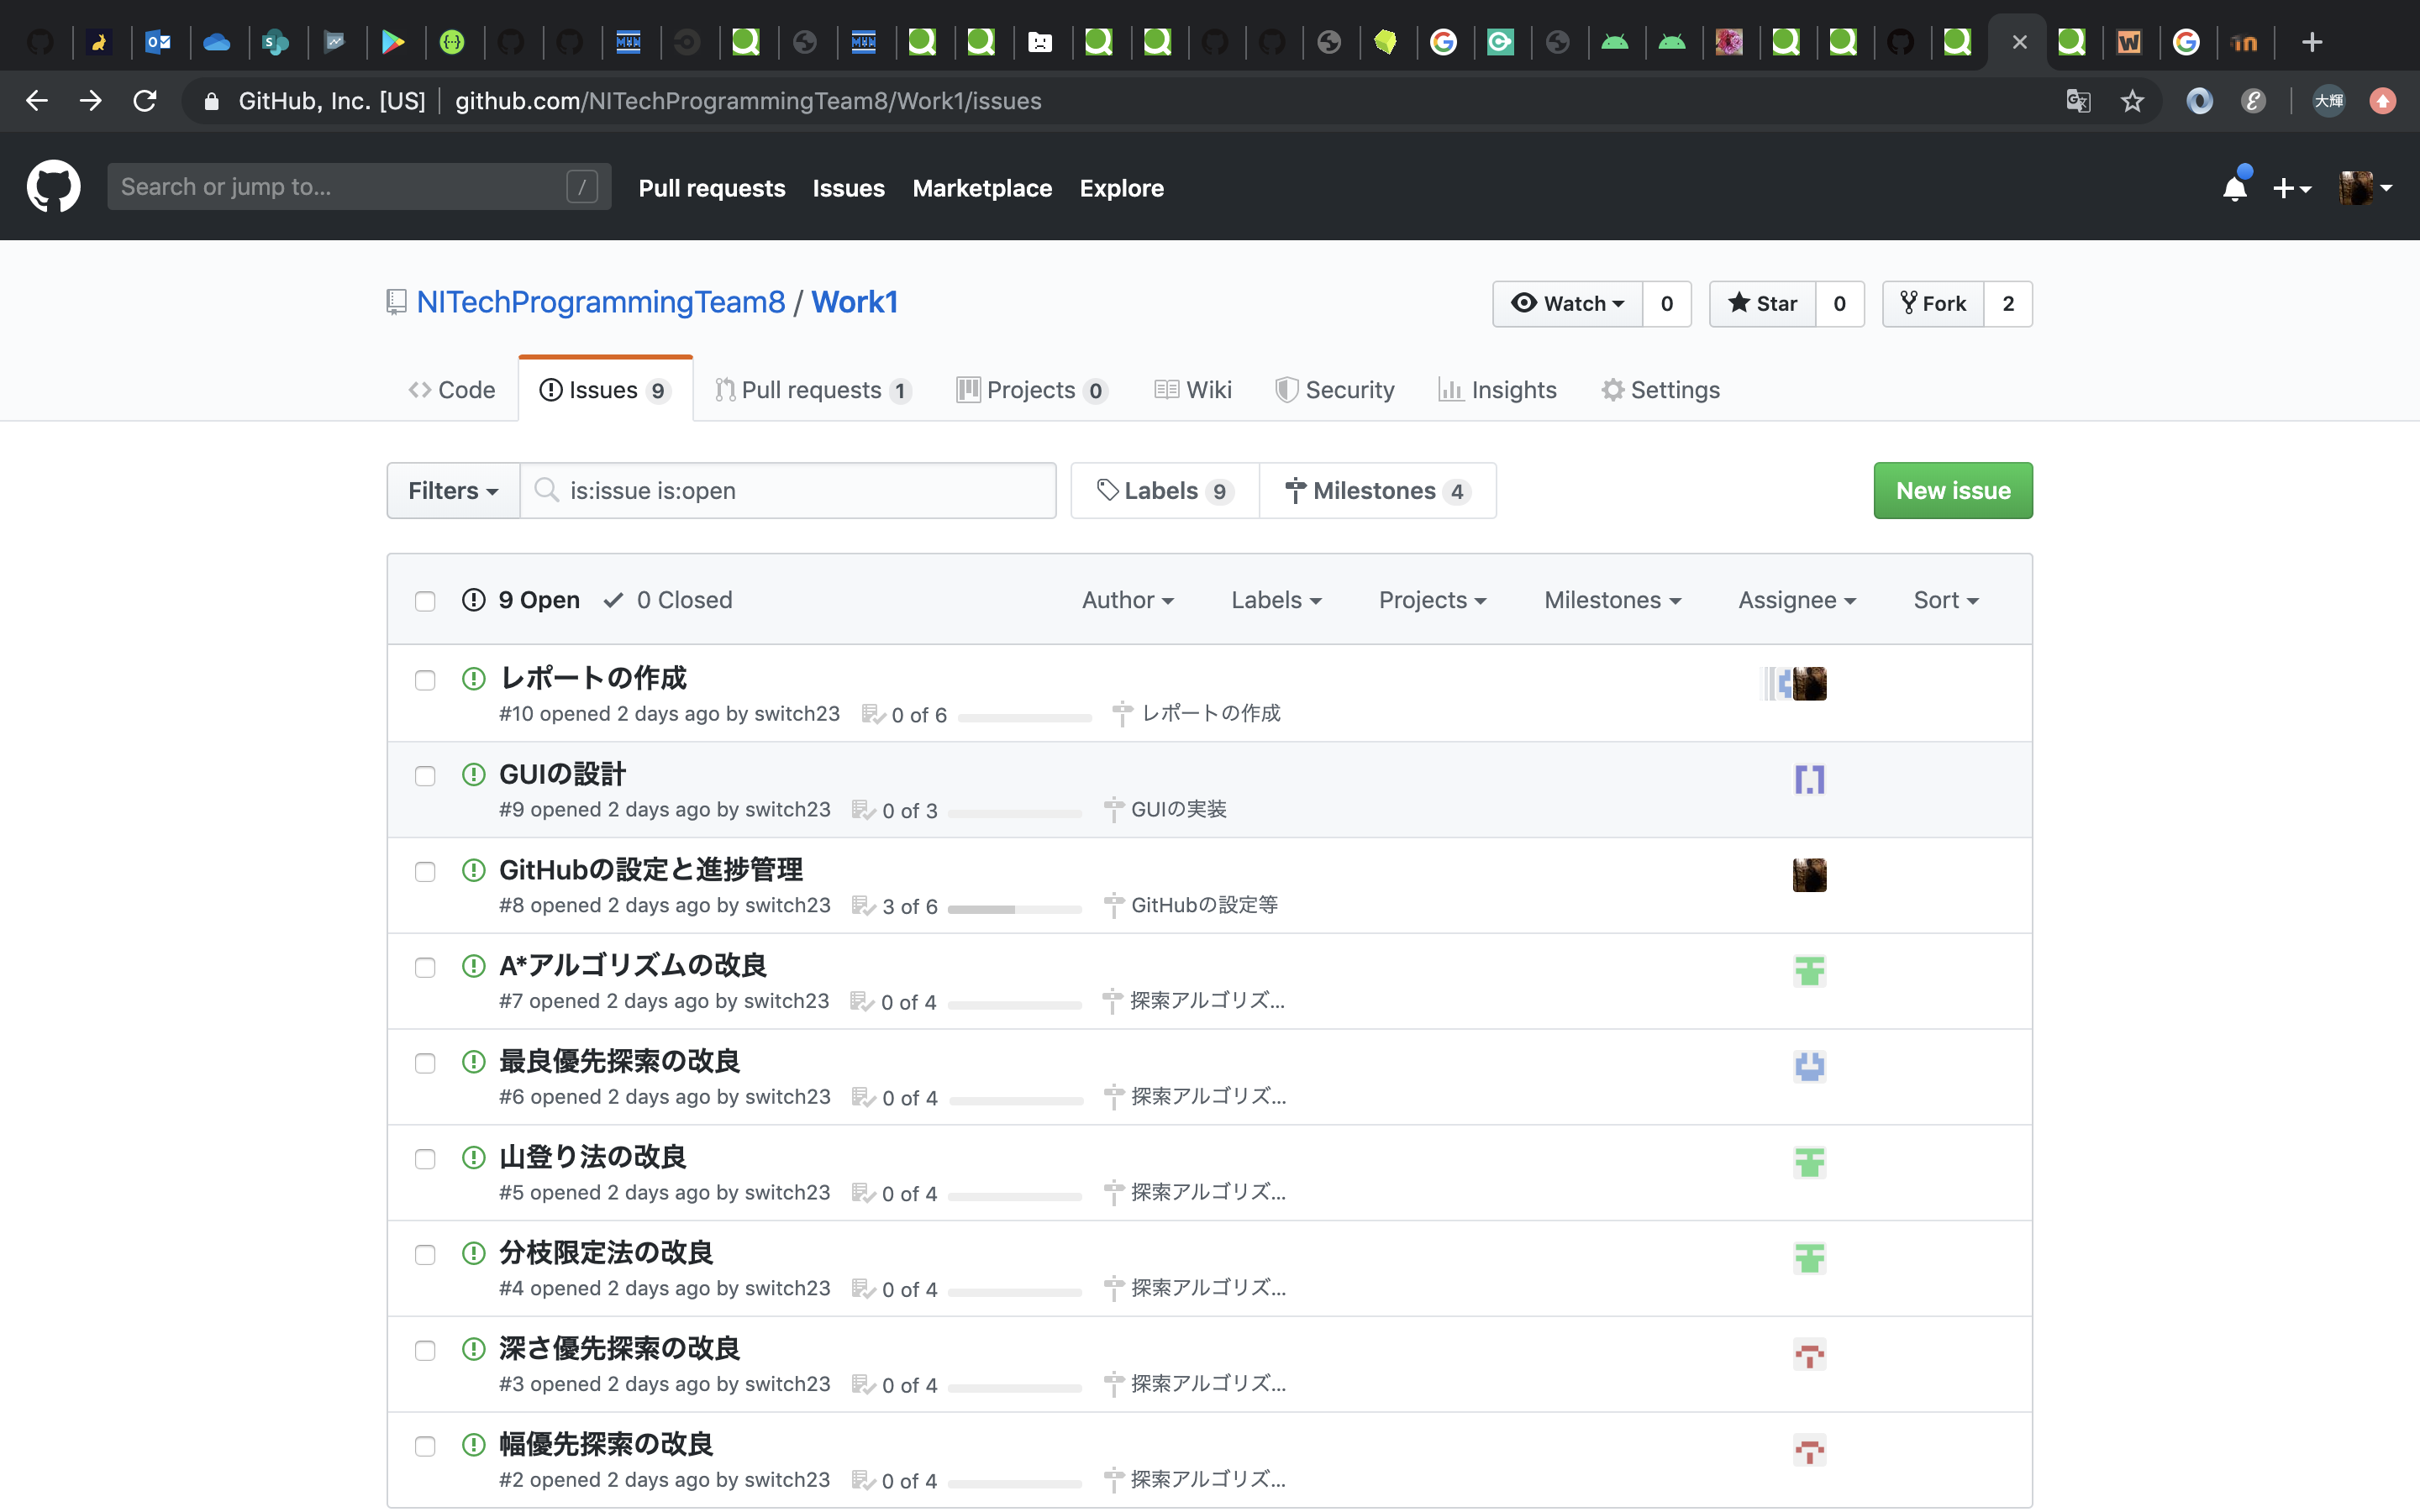 GitHub, Inc. [US] github.com/NITechProgrammingTeam8/Work1/issues
大輝
Search or jump to... /
Pull requests Issues Marketplace Explore
NITechProgrammingTeam8 / Work1
Watch 0 Star 0 Fork 2
Code Issues 9 Pull requests 1 Projects 0 Wiki Security Insights Settings
Filters is:issue is:open Labels 9 Milestones 4 New issue
9 Open 0 Closed Author Labels Projects Milestones Assignee Sort
レポートの作成
#10 opened 2 days ago by switch23 0 of 6 レポートの作成
GUIの設計
#9 opened 2 days ago by switch23 0 of 3 GUIの実装
GitHubの設定と進捗管理
#8 opened 2 days ago by switch23 3 of 6 GitHubの設定等
A*アルゴリズムの改良
#7 opened 2 days ago by switch23 0 of 4 探索アルゴリズ...
最良優先探索の改良
#6 opened 2 days ago by switch23 0 of 4 探索アルゴリズ...
山登り法の改良
#5 opened 2 days ago by switch23 0 of 4 探索アルゴリズ...
分枝限定法の改良
#4 opened 2 days ago by switch23 0 of 4 探索アルゴリズ...
深さ優先探索の改良
#3 opened 2 days ago by switch23 0 of 4 探索アルゴリズ...
幅優先探索の改良
#2 opened 2 days ago by switch23 0 of 4 探索アルゴリズ...